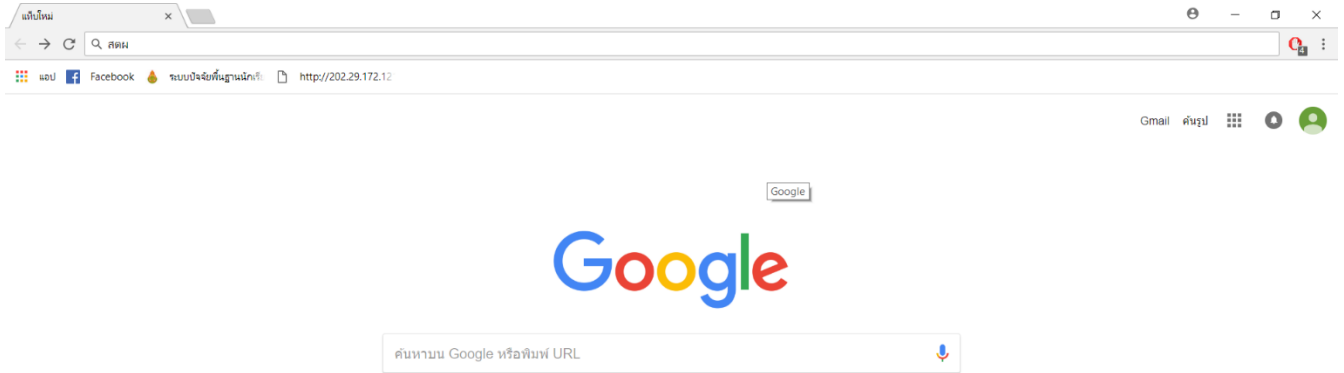 แท็บใหม่
สตผ
4
แอป Facebook ระบบปัจจัยพื้นฐานนักเรี http://202.29.172.12
Gmail ค้นรูป
Google
Google
ค้นหาบน Google หรือพิมพ์ URL